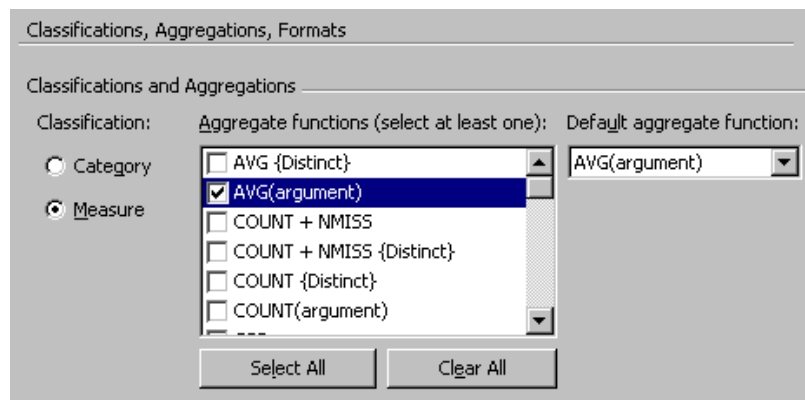 Classifications, Aggregations, Formats
Classifications and Aggregations
Classification: Aggregate functions (select at least one): Default aggregate function:
Category
Measure
AVG {Distinct}
AVG(argument)
COUNT + NMISS
COUNT + NMISS {Distinct}
COUNT {Distinct}
COUNT(argument)
AVG(argument)
Select All Clear All